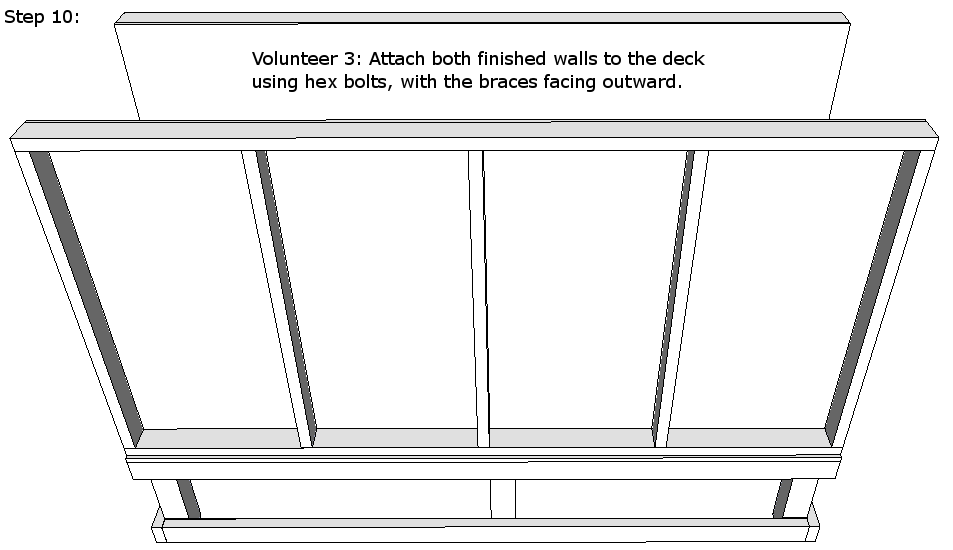 Step 10:
Volunteer 3: Attach both finished walls to the deck
using hex bolts, with the braces facing outward.